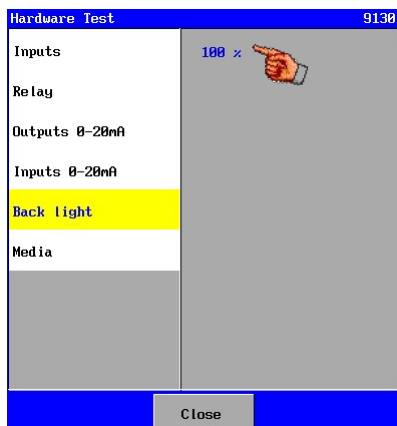 Hardware Test 9130
Inputs
100 %
Relay
Outputs 0-20mA
Inputs 0-20mA
Back light
Media
Close